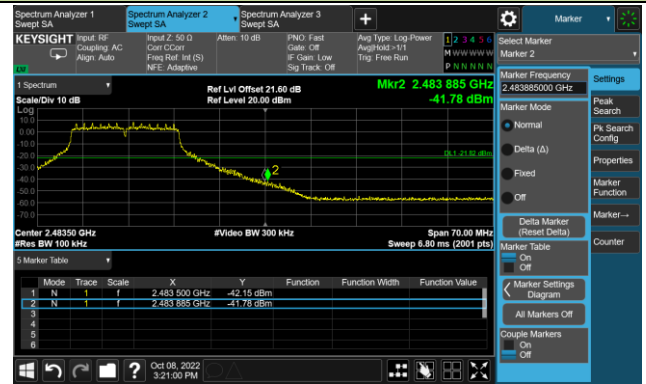 Spectrum Analyzer 1
Swept SA
Spectrum Analyzer 2
Swept SA
Spectrum Analyzer 3
Swept SA
+
Marker
KEYSIGHT
Input: RF
Coupling: AC
Align: Auto
Input Z: 50 Ω
Corr CCorr
Freq Ref: Int (S)
NFE: Adaptive
Atten: 10 dB
PNO: Fast
Gate: Off
IF Gain: Low
Sig Track: Off
Avg Type: Log-Power
Avg|Hold:>1/1
Trig: Free Run
1 2 3 4 5 6
M W W W W W
P N N N N N
Select Marker
Marker 2
1 Spectrum
Scale/Div 10 dB
Log
Ref Lvl Offset 21.60 dB
Ref Level 20.00 dBm
Mkr2 2.483 885 GHz
-41.78 dBm
10.0
0.00
-10.0
-20.0
-30.0
-40.0
-50.0
-60.0
-70.0
DL1 -21.52 dBm
2
Center 2.48350 GHz
#Res BW 100 kHz
#Video BW 300 kHz
Span 70.00 MHz
Sweep 6.80 ms (2001 pts)
5 Marker Table
Mode Trace Scale X Y Function Function Width Function Value
1 N 1 f 2.483 500 GHz -42.15 dBm
2 N 1 f 2.483 885 GHz -41.78 dBm
3
4
5
6
Marker Frequency
2.483885000 GHz
Marker Mode
Normal
Delta (Δ)
Fixed
Off
Delta Marker
(Reset Delta)
Marker Table
On
Off
Marker Settings
Diagram
All Markers Off
Couple Markers
On
Off
Settings
Peak
Search
Pk Search
Config
Properties
Marker
Function
Marker→
Counter
?
Oct 08, 2022
3:21:00 PM